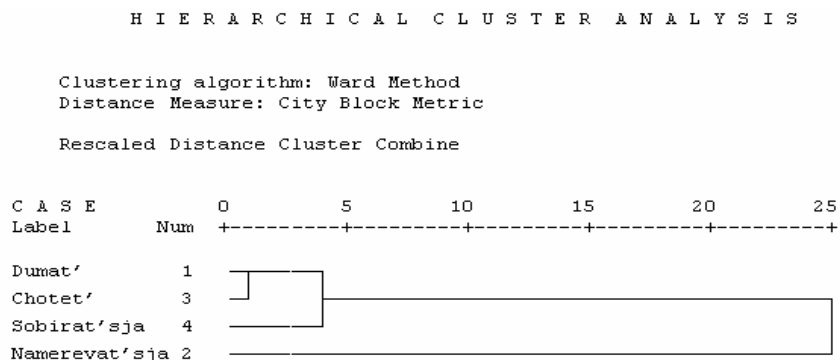 H I E R A R C H I C A L C L U S T E R A N A L Y S I S
Clustering algorithm: Ward Method
Distance Measure: City Block Metric
Rescaled Distance Cluster Combine
C A S E 0 5 10 15 20 25
Label Num +---------+---------+---------+---------+---------+
Dumat’ 1
Chotet’ 3
Sobirat’sja 4
Namerevat’sja 2